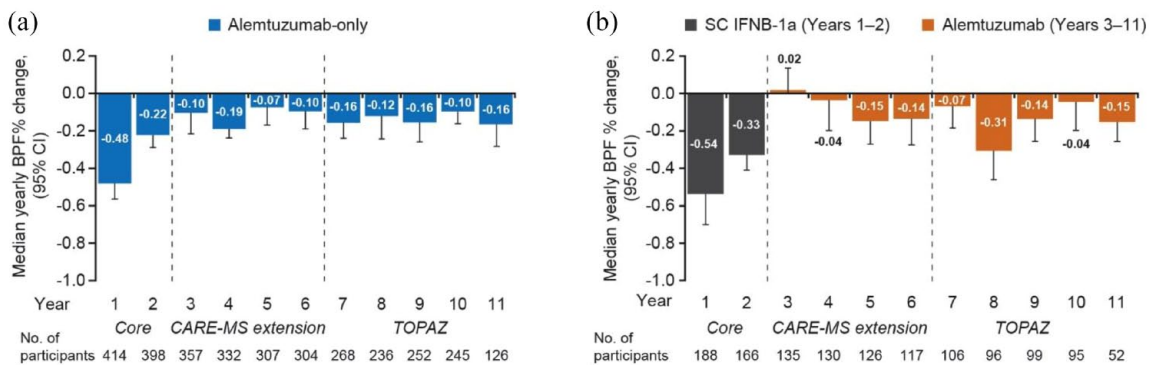 (a)
Alemtuzumab-only
Median yearly BPF% change,
(95% CI)
0.2
0.0
-0.2
-0.4
-0.6
-0.8
-1.0
-0.48
-0.22
-0.10
-0.19
-0.07
-0.10
-0.16
-0.12
-0.16
-0.10
-0.16
Year 1 2 3 4 5 6 7 8 9 10 11
Core CARE-MS extension TOPAZ
No. of
participants 414 398 357 332 307 304 268 236 252 245 126
(b)
SC IFNB-1a (Years 1–2) Alemtuzumab (Years 3–11)
Median yearly BPF % change,
(95% CI)
0.2
0.0
-0.2
-0.4
-0.6
-0.8
-1.0
-0.54
-0.33
0.02
-0.04
-0.15
-0.14
-0.07
-0.31
-0.14
-0.04
-0.15
Year 1 2 3 4 5 6 7 8 9 10 11
Core CARE-MS extension TOPAZ
No. of
participants 188 166 135 130 126 117 106 96 99 95 52